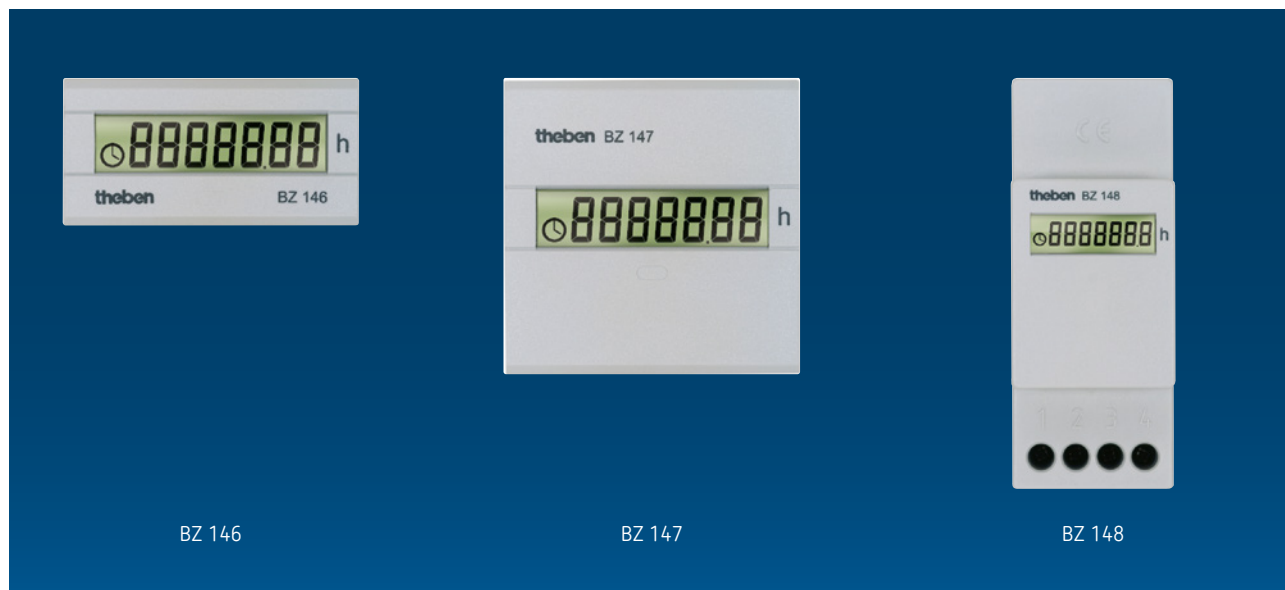 8888888 h
theben BZ 146
theben BZ 147
8888888 h
CE
theben BZ 148
8888888 h
1 2 3 4
BZ 146 BZ 147 BZ 148